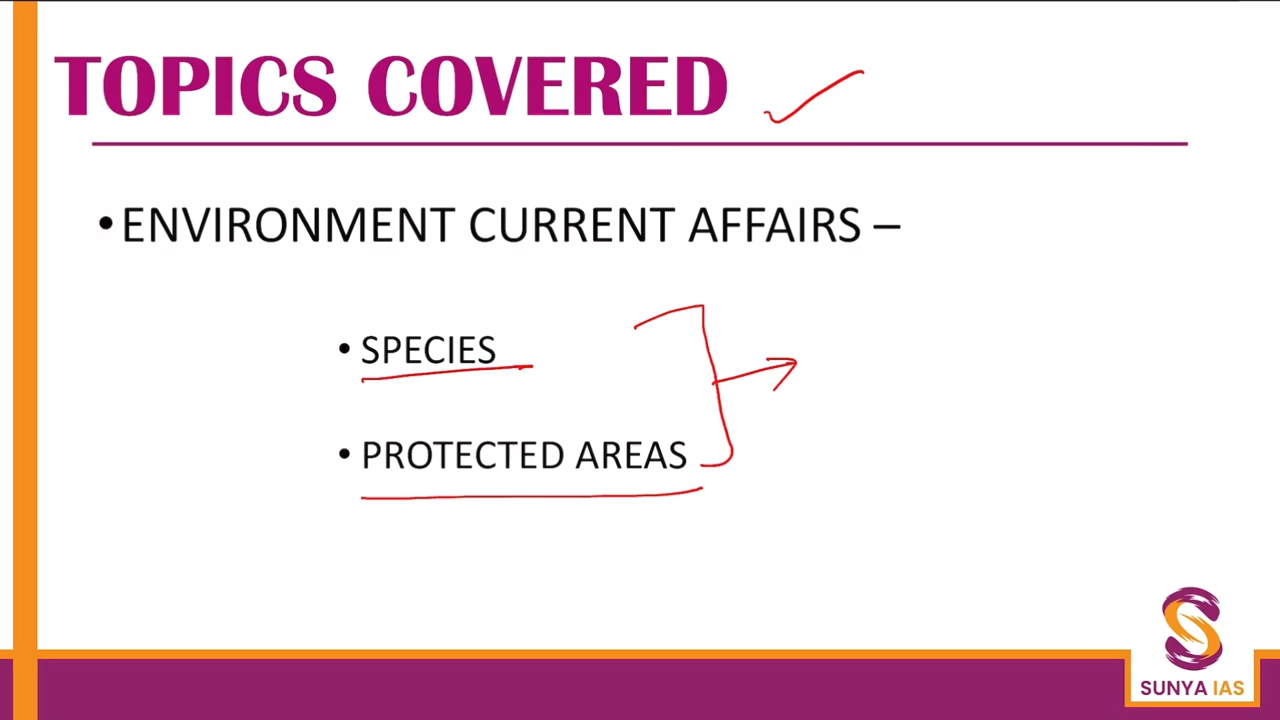 TOPICS COVERED
•ENVIRONMENT CURRENT AFFAIRS –
• SPECIES
• PROTECTED AREAS
SUNYA IAS